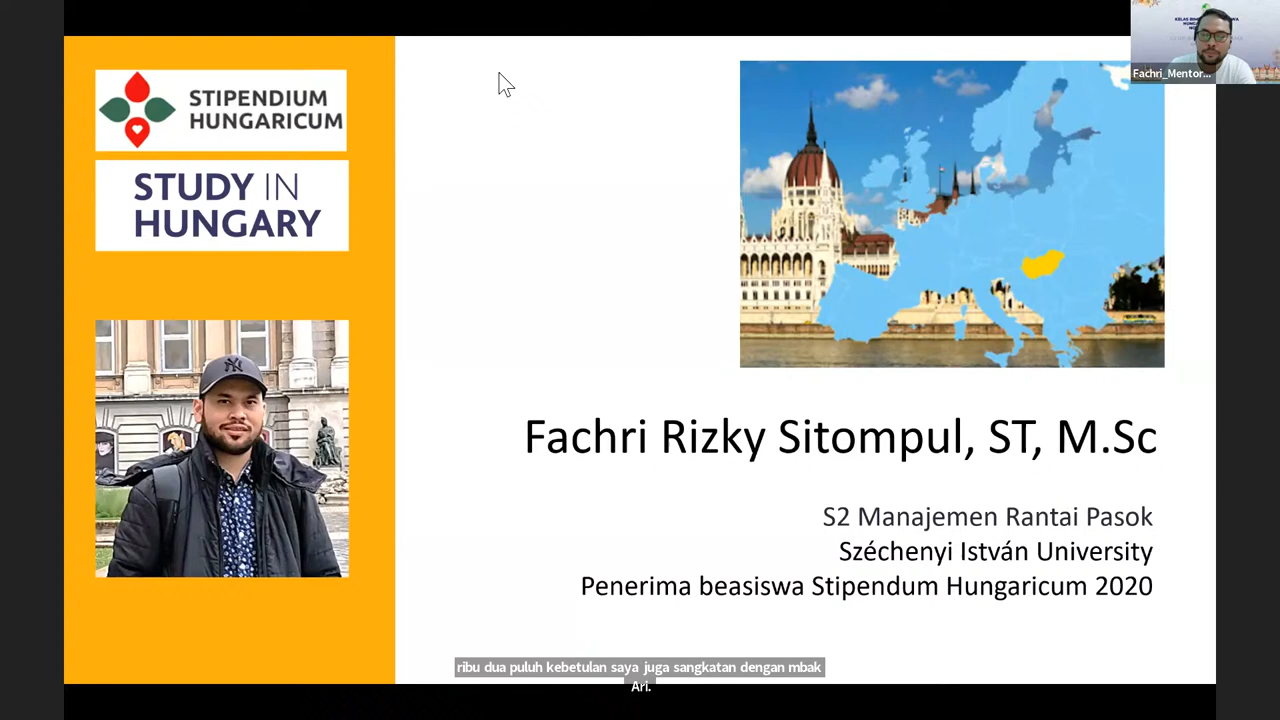 STIPENDIUM
HUNGARICUM
STUDY IN
HUNGARY
Fachri_Mentor...
Fachri Rizky Sitompul, ST, M.Sc
S2 Manajemen Rantai Pasok
Széchenyi István University
Penerima beasiswa Stipendum Hungaricum 2020
ribu dua puluh kebetulan saya juga sangkatan dengan mbak
Ari.